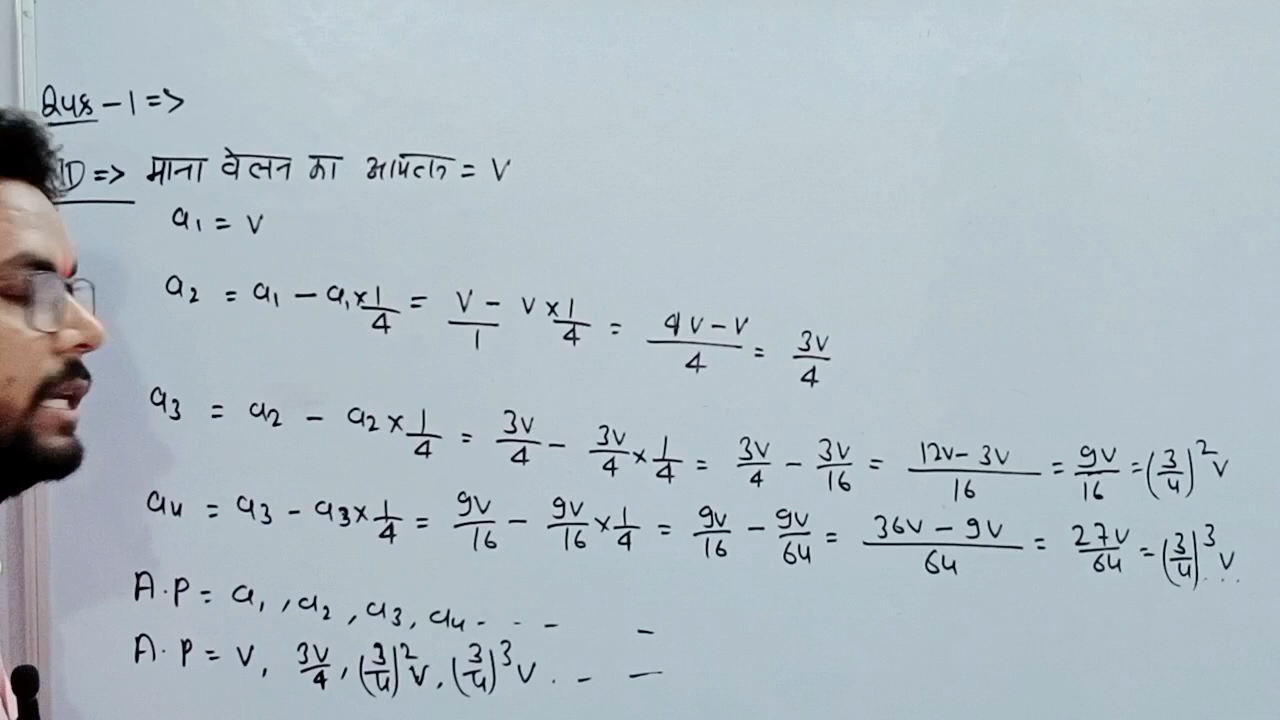 Ques - 1 =>
D => माना वेलन का आयतन = V
a₁ = V
a₂ = a₁ - a₁ × 1/4 = V/1 - V × 1/4 = 4V - V/4 = 3V/4
a₃ = a₂ - a₂ × 1/4 = 3V/4 - 3V/4 × 1/4 = 3V/4 - 3V/16 = 12V - 3V/16 = 9V/16 = (3/4)² V
a₄ = a₃ - a₃ × 1/4 = 9V/16 - 9V/16 × 1/4 = 9V/16 - 9V/64 = 36V - 9V/64 = 27V/64 = (3/4)³ V ...
A.P = a₁, a₂, a₃, a₄ - - - -
A.P = V, 3V/4, (3/4)² V, (3/4)³ V . - -